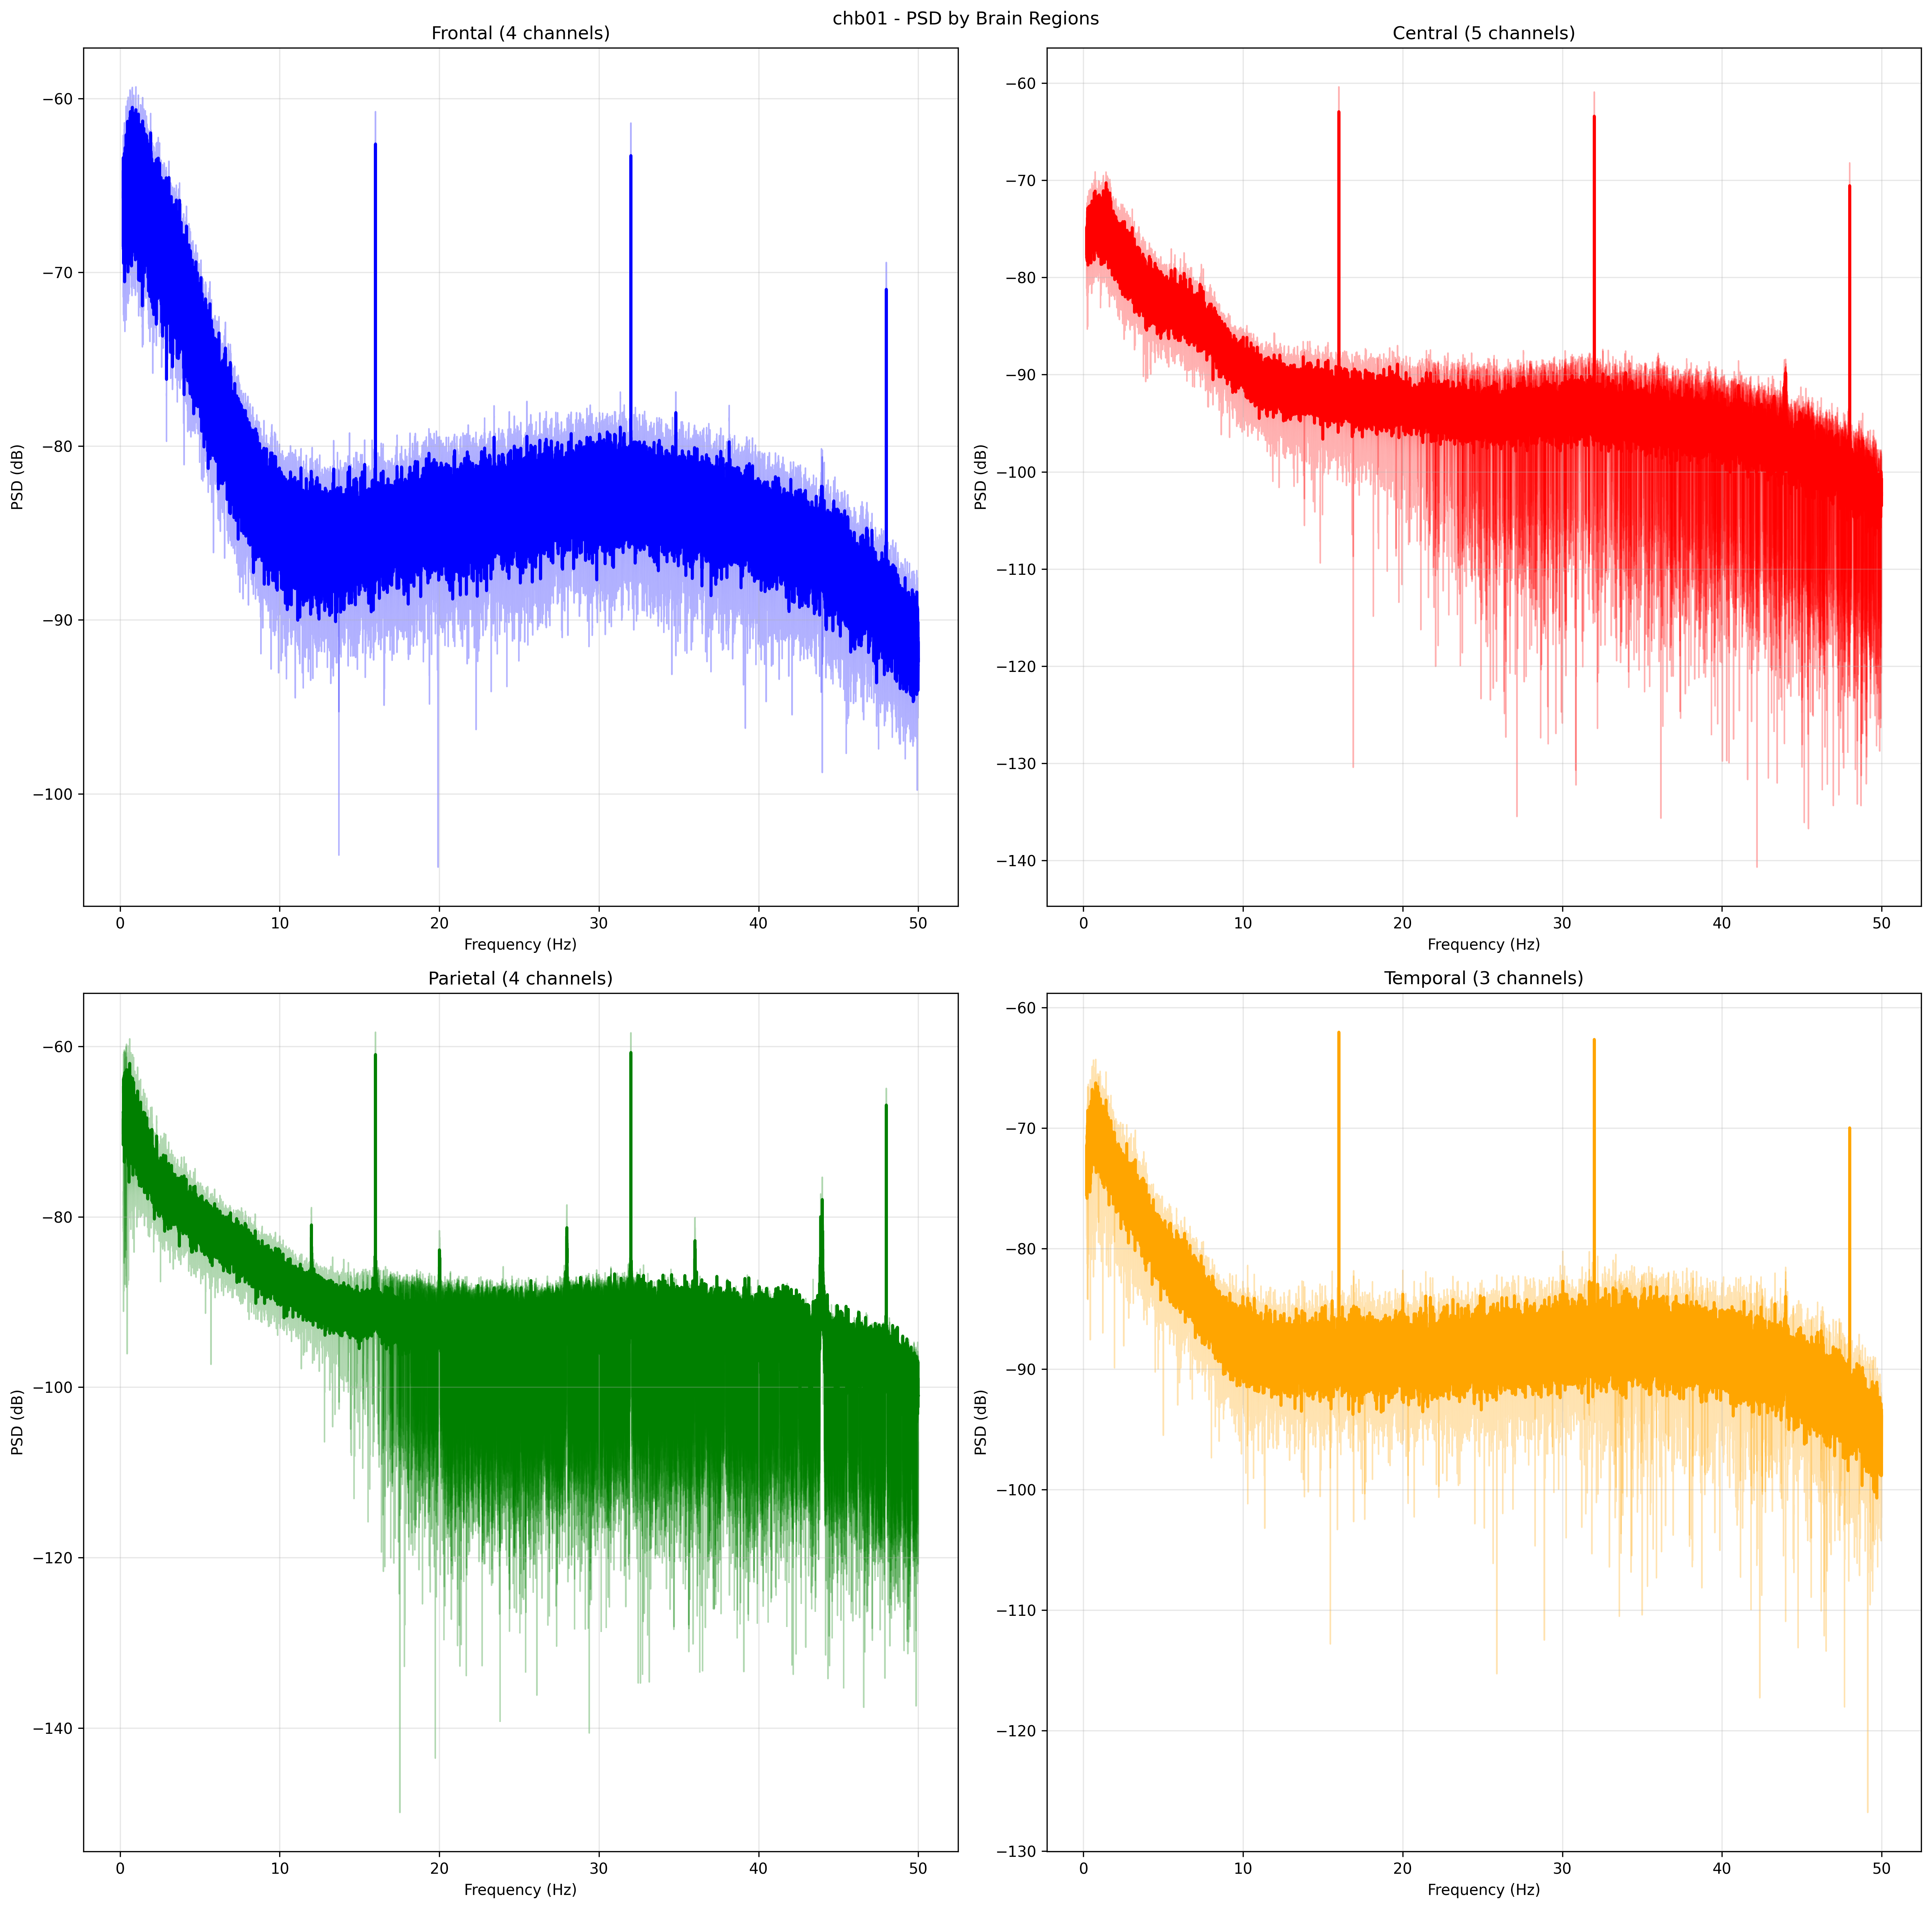 chb01 - PSD by Brain Regions
Frontal (4 channels)
−60
−70
−80
−90
−100
PSD (dB)
0 10 20 30 40 50
Frequency (Hz)
Central (5 channels)
−60
−70
−80
−90
−100
−110
−120
−130
−140
PSD (dB)
0 10 20 30 40 50
Frequency (Hz)
Parietal (4 channels)
−60
−80
−100
−120
−140
PSD (dB)
0 10 20 30 40 50
Frequency (Hz)
Temporal (3 channels)
−60
−70
−80
−90
−100
−110
−120
−130
PSD (dB)
0 10 20 30 40 50
Frequency (Hz)